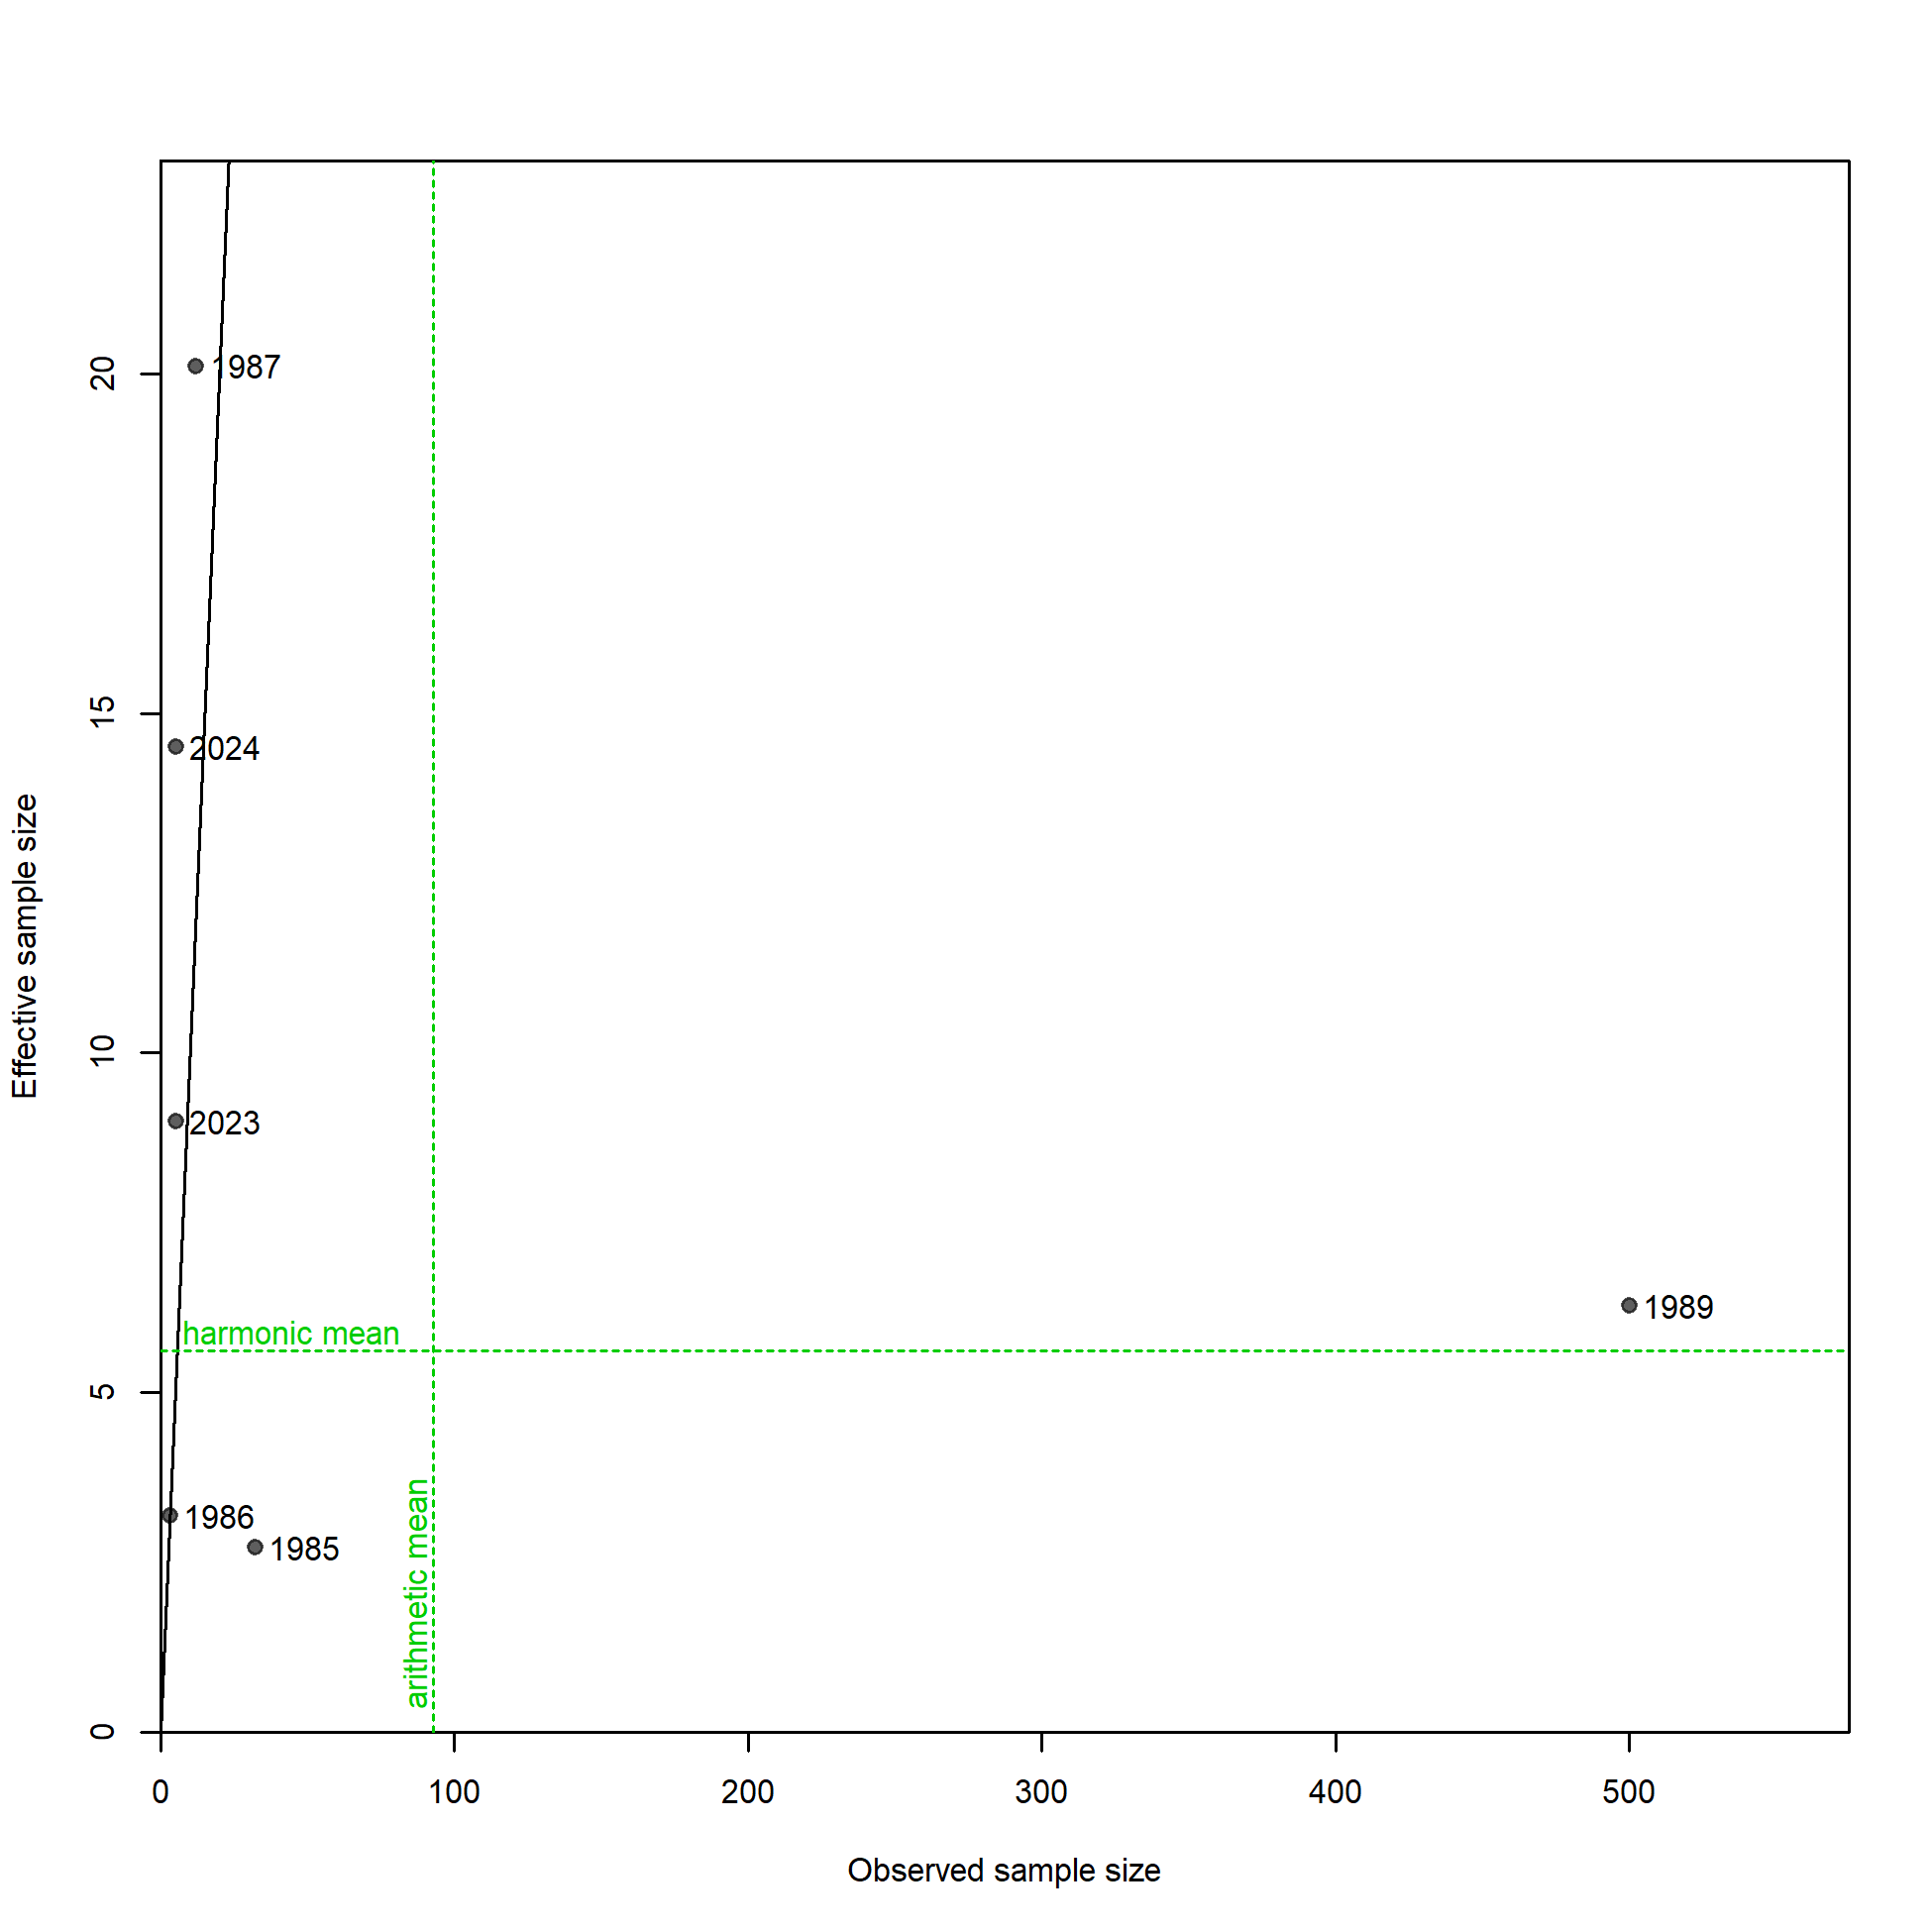 20
15
10
5
0
Effective sample size
1987
2024
2023
1989
harmonic mean
1986
1985
arithmetic mean
0 100 200 300 400 500
Observed sample size